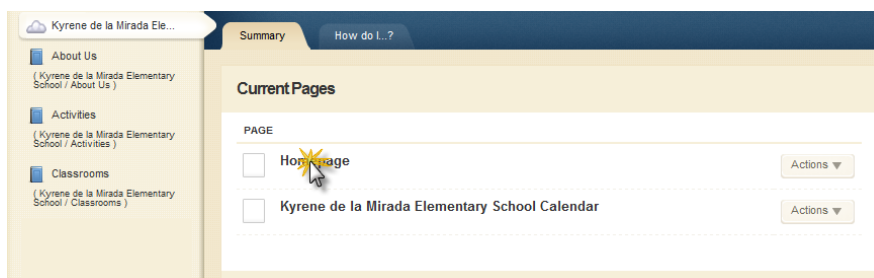 Kyrene de la Mirada Ele...
About Us
( Kyrene de la Mirada Elementary
School / About Us )
Activities
( Kyrene de la Mirada Elementary
School / Activities )
Classrooms
( Kyrene de la Mirada Elementary
School / Classrooms )
Summary
How do I...?
Current Pages
PAGE
Homepage
Actions
Kyrene de la Mirada Elementary School Calendar
Actions